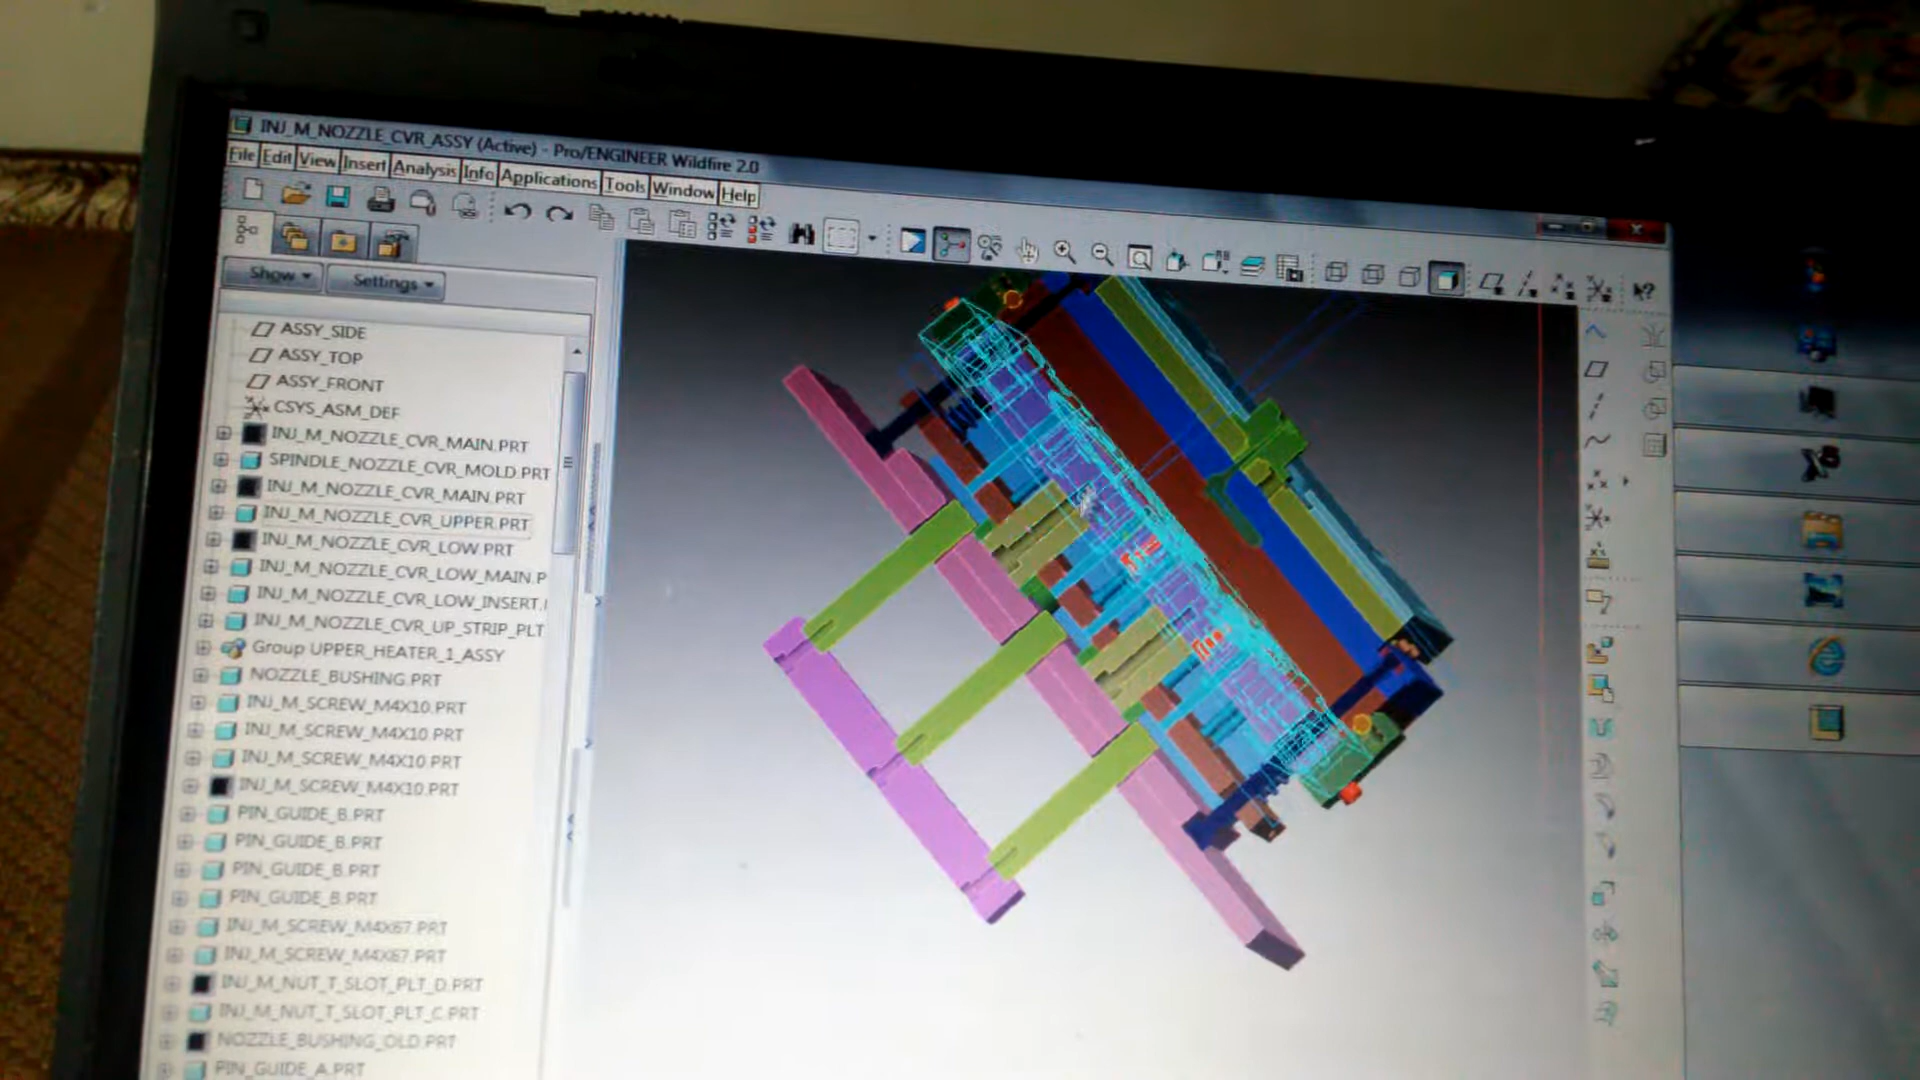 INJ_M_NOZZLE_CVR_ASSY (Active) - Pro/ENGINEER Wildfire 2.0
File Edit View Insert Analysis Info Applications Tools Window Help
Show Settings
ASSY_SIDE
ASSY_TOP
ASSY_FRONT
CSYS_ASM_DEF
INJ_M_NOZZLE_CVR_MAIN.PRT
SPINDLE_NOZZLE_CVR_MOLD.PRT
INJ_M_NOZZLE_CVR_MAIN.PRT
INJ_M_NOZZLE_CVR_UPPER.PRT
INJ_M_NOZZLE_CVR_LOW.PRT
INJ_M_NOZZLE_CVR_LOW_MAIN.P
INJ_M_NOZZLE_CVR_LOW_INSERT.
INJ_M_NOZZLE_CVR_UP_STRIP_PLT
Group UPPER_HEATER_1_ASSY
NOZZLE_BUSHING.PRT
INJ_M_SCREW_M4X10.PRT
INJ_M_SCREW_M4X10.PRT
INJ_M_SCREW_M4X10.PRT
INJ_M_SCREW_M4X10.PRT
PIN_GUIDE_B.PRT
PIN_GUIDE_B.PRT
PIN_GUIDE_B.PRT
PIN_GUIDE_B.PRT
INJ_M_SCREW_M4X67.PRT
INJ_M_SCREW_M4X67.PRT
INJ_M_NUT_T_SLOT_PLT_D.PRT
INJ_M_NUT_T_SLOT_PLT_C.PRT
NOZZLE_BUSHING_OLD.PRT
PIN_GUIDE_A.PRT